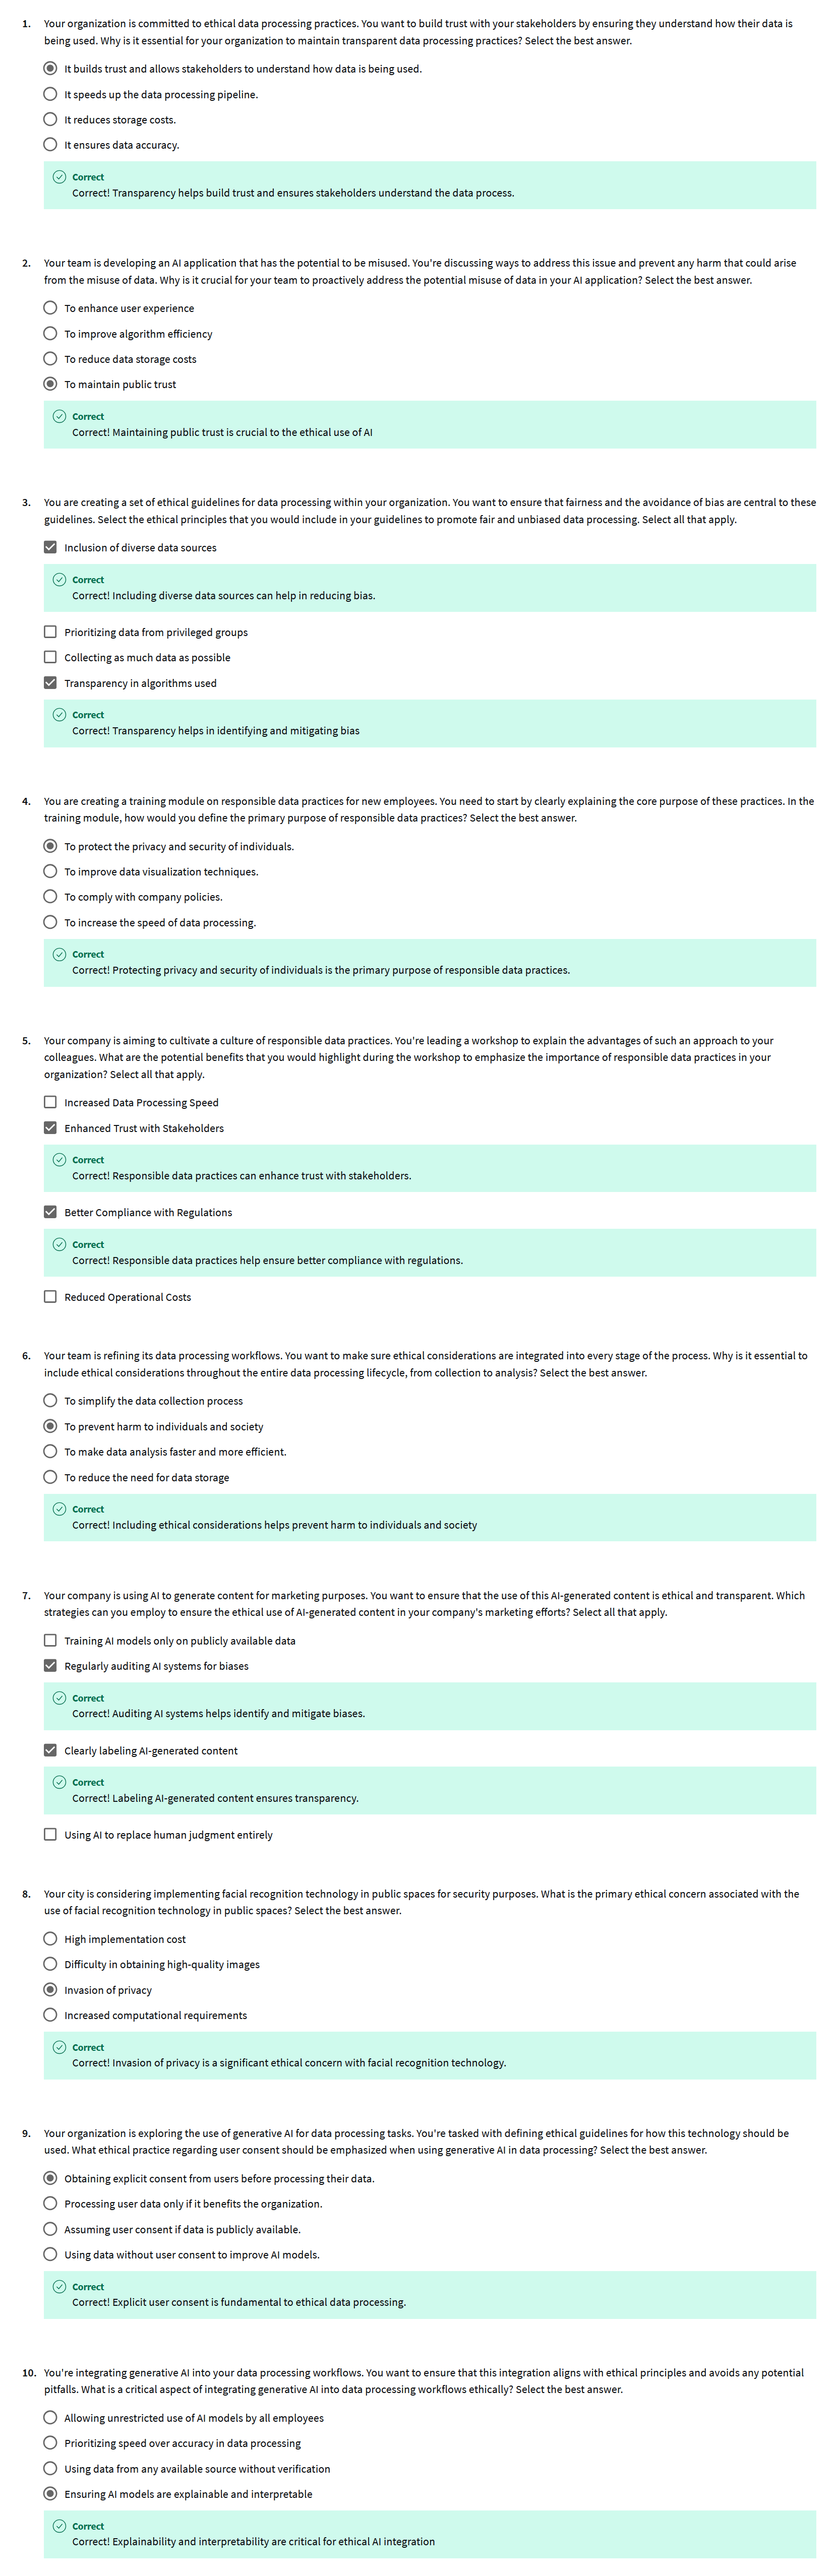 1. Your organization is committed to ethical data processing practices. You want to build trust with your stakeholders by ensuring they understand how their data is
being used. Why is it essential for your organization to maintain transparent data processing practices? Select the best answer.
It builds trust and allows stakeholders to understand how data is being used.
It speeds up the data processing pipeline.
It reduces storage costs.
It ensures data accuracy.
Correct
Correct! Transparency helps build trust and ensures stakeholders understand the data process.
2. Your team is developing an AI application that has the potential to be misused. You're discussing ways to address this issue and prevent any harm that could arise
from the misuse of data. Why is it crucial for your team to proactively address the potential misuse of data in your AI application? Select the best answer.
To enhance user experience
To improve algorithm efficiency
To reduce data storage costs
To maintain public trust
Correct
Correct! Maintaining public trust is crucial to the ethical use of AI
3. You are creating a set of ethical guidelines for data processing within your organization. You want to ensure that fairness and the avoidance of bias are central to these
guidelines. Select the ethical principles that you would include in your guidelines to promote fair and unbiased data processing. Select all that apply.
Inclusion of diverse data sources
Correct
Correct! Including diverse data sources can help in reducing bias.
Prioritizing data from privileged groups
Collecting as much data as possible
Transparency in algorithms used
Correct
Correct! Transparency helps in identifying and mitigating bias
4. You are creating a training module on responsible data practices for new employees. You need to start by clearly explaining the core purpose of these practices. In the
training module, how would you define the primary purpose of responsible data practices? Select the best answer.
To protect the privacy and security of individuals.
To improve data visualization techniques.
To comply with company policies.
To increase the speed of data processing.
Correct
Correct! Protecting privacy and security of individuals is the primary purpose of responsible data practices.
5. Your company is aiming to cultivate a culture of responsible data practices. You're leading a workshop to explain the advantages of such an approach to your
colleagues. What are the potential benefits that you would highlight during the workshop to emphasize the importance of responsible data practices in your
organization? Select all that apply.
Increased Data Processing Speed
Enhanced Trust with Stakeholders
Correct
Correct! Responsible data practices can enhance trust with stakeholders.
Better Compliance with Regulations
Correct
Correct! Responsible data practices help ensure better compliance with regulations.
Reduced Operational Costs
6. Your team is refining its data processing workflows. You want to make sure ethical considerations are integrated into every stage of the process. Why is it essential to
include ethical considerations throughout the entire data processing lifecycle, from collection to analysis? Select the best answer.
To simplify the data collection process
To prevent harm to individuals and society
To make data analysis faster and more efficient.
To reduce the need for data storage
Correct
Correct! Including ethical considerations helps prevent harm to individuals and society
7. Your company is using AI to generate content for marketing purposes. You want to ensure that the use of this AI-generated content is ethical and transparent. Which
strategies can you employ to ensure the ethical use of AI-generated content in your company's marketing efforts? Select all that apply.
Training AI models only on publicly available data
Regularly auditing AI systems for biases
Correct
Correct! Auditing AI systems helps identify and mitigate biases.
Clearly labeling AI-generated content
Correct
Correct! Labeling AI-generated content ensures transparency.
Using AI to replace human judgment entirely
8. Your city is considering implementing facial recognition technology in public spaces for security purposes. What is the primary ethical concern associated with the
use of facial recognition technology in public spaces? Select the best answer.
High implementation cost
Difficulty in obtaining high-quality images
Invasion of privacy
Increased computational requirements
Correct
Correct! Invasion of privacy is a significant ethical concern with facial recognition technology.
9. Your organization is exploring the use of generative AI for data processing tasks. You're tasked with defining ethical guidelines for how this technology should be
used. What ethical practice regarding user consent should be emphasized when using generative AI in data processing? Select the best answer.
Obtaining explicit consent from users before processing their data.
Processing user data only if it benefits the organization.
Assuming user consent if data is publicly available.
Using data without user consent to improve AI models.
Correct
Correct! Explicit user consent is fundamental to ethical data processing.
10. You're integrating generative AI into your data processing workflows. You want to ensure that this integration aligns with ethical principles and avoids any potential
pitfalls. What is a critical aspect of integrating generative AI into data processing workflows ethically? Select the best answer.
Allowing unrestricted use of AI models by all employees
Prioritizing speed over accuracy in data processing
Using data from any available source without verification
Ensuring AI models are explainable and interpretable
Correct
Correct! Explainability and interpretability are critical for ethical AI integration